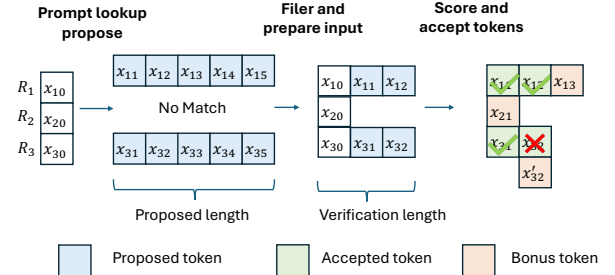 Prompt lookup propose
Filer and prepare input
Score and accept tokens
R₁ x₁₀
x₁₁ x₁₂ x₁₃ x₁₄ x₁₅
x₁₀ x₁₁ x₁₂
x₁₁ x₁₂ x₁₃
R₂ x₂₀
No Match
x₂₀
x₂₁
R₃ x₃₀
x₃₁ x₃₂ x₃₃ x₃₄ x₃₅
x₃₀ x₃₁ x₃₂
x₃₁ x₃₂
x′₃₂
Proposed length
Verification length
Proposed token
Accepted token
Bonus token